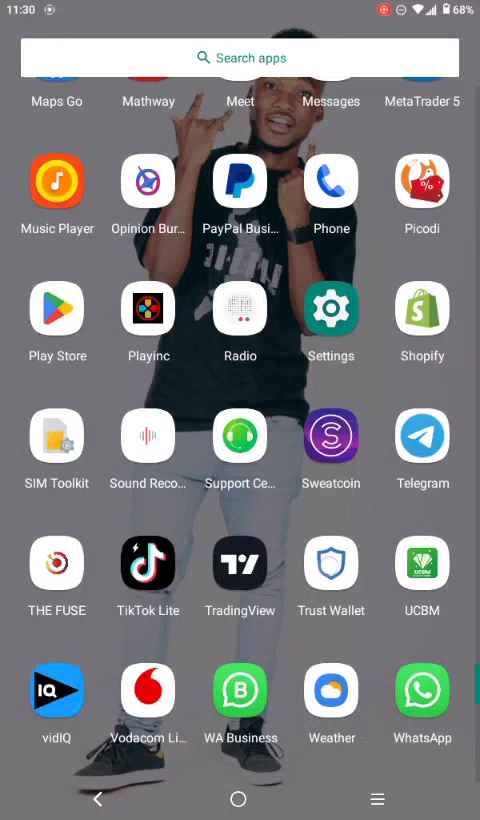 11:30
68%
Search apps
Maps Go Mathway Meet Messages MetaTrader 5
Music Player Opinion Bur... PayPal Busi... Phone Picodi
Play Store Playinc Radio Settings Shopify
SIM Toolkit Sound Reco... Support Ce... Sweatcoin Telegram
THE FUSE TikTok Lite TradingView Trust Wallet UCBM
UCBM
IQ
vidIQ Vodacom Li... WA Business Weather WhatsApp